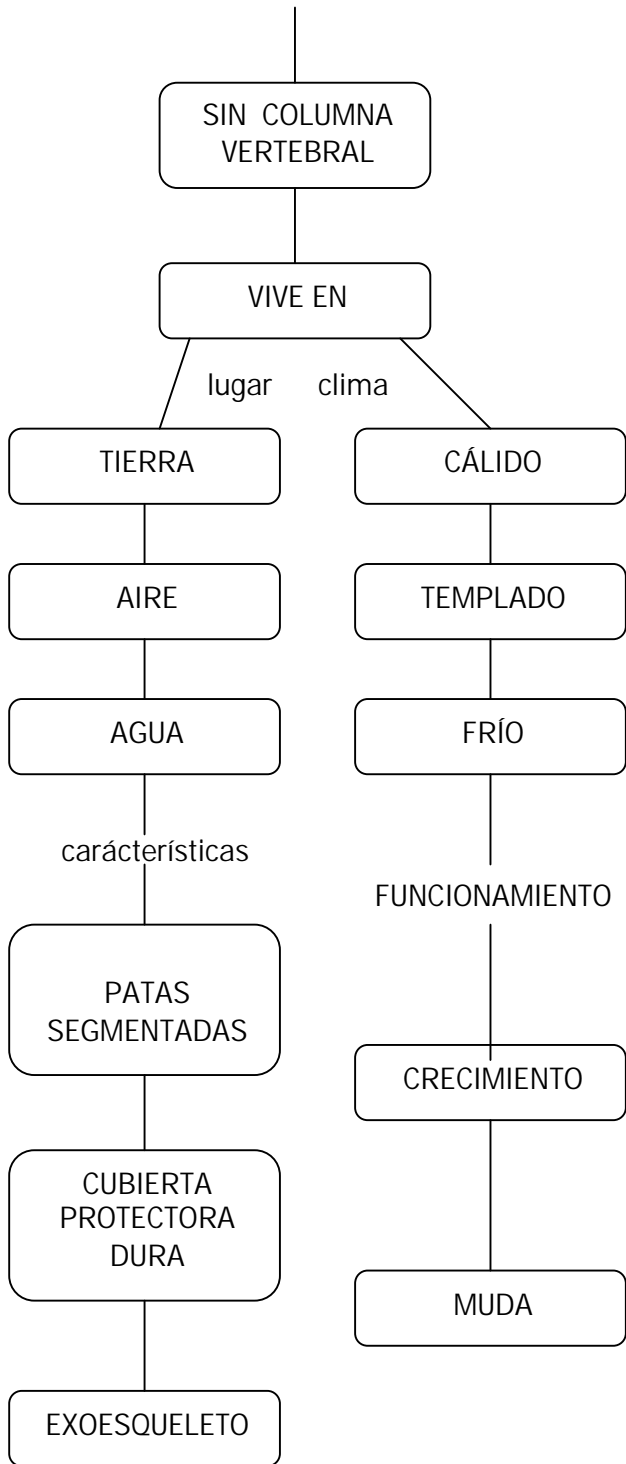 SIN COLUMNA
VERTEBRAL
VIVE EN
lugar clima
TIERRA
CÁLIDO
AIRE
TEMPLADO
AGUA
FRÍO
carácterísticas
FUNCIONAMIENTO
PATAS
SEGMENTADAS
CRECIMIENTO
CUBIERTA
PROTECTORA
DURA
MUDA
EXOESQUELETO